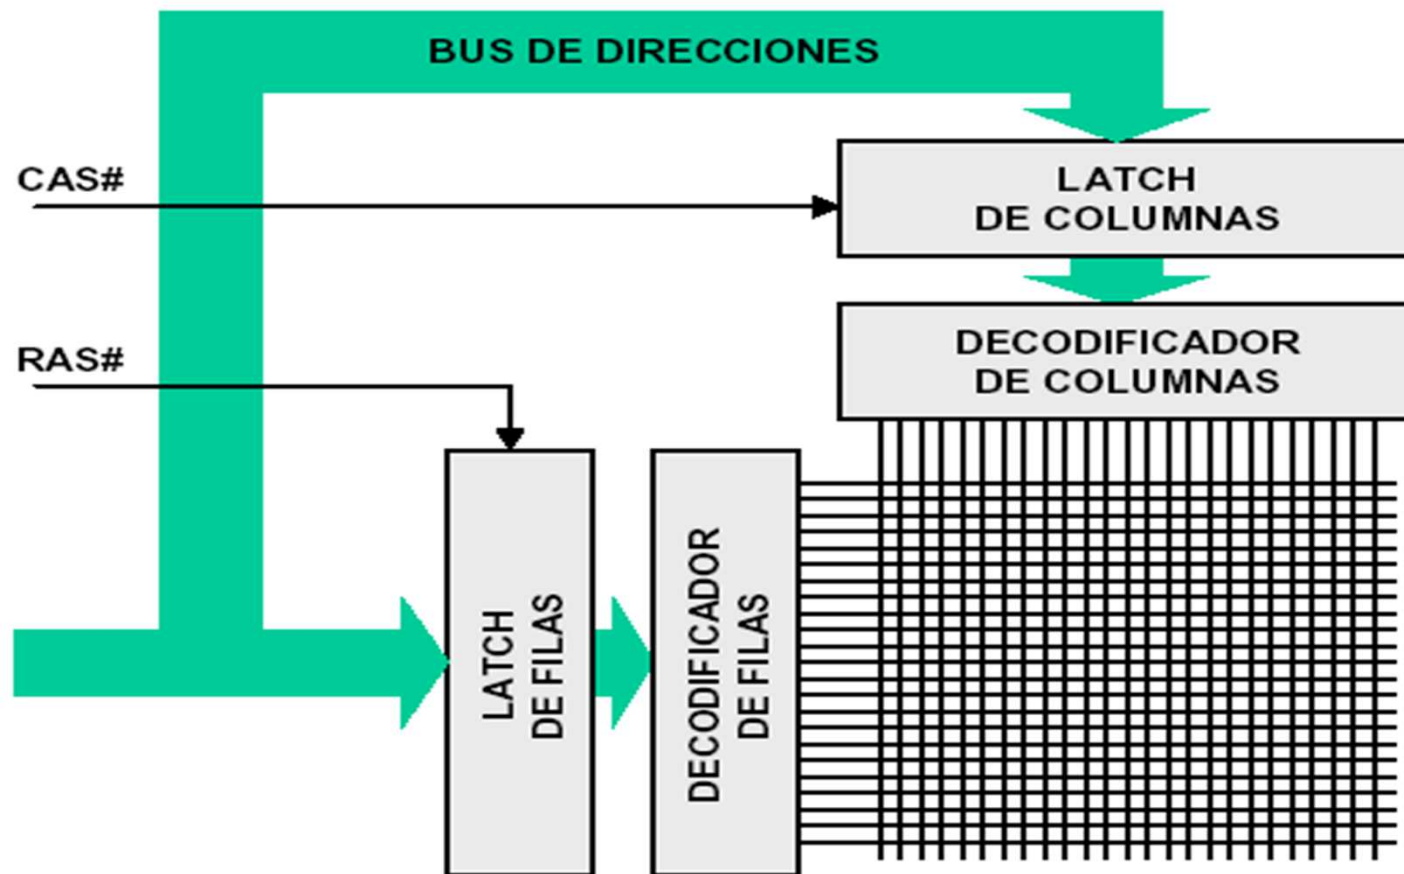 BUS DE DIRECCIONES
CAS#
LATCH
DE COLUMNAS
RAS#
DECODIFICADOR
DE COLUMNAS
LATCH
DE FILAS
DECODIFICADOR
DE FILAS